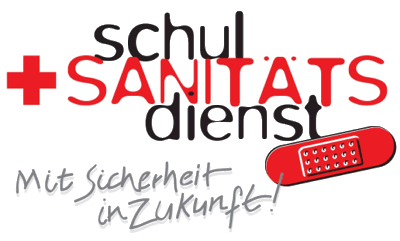 schul
SANITÄTS
dienst
Mit Sicherheit
in Zukunft!